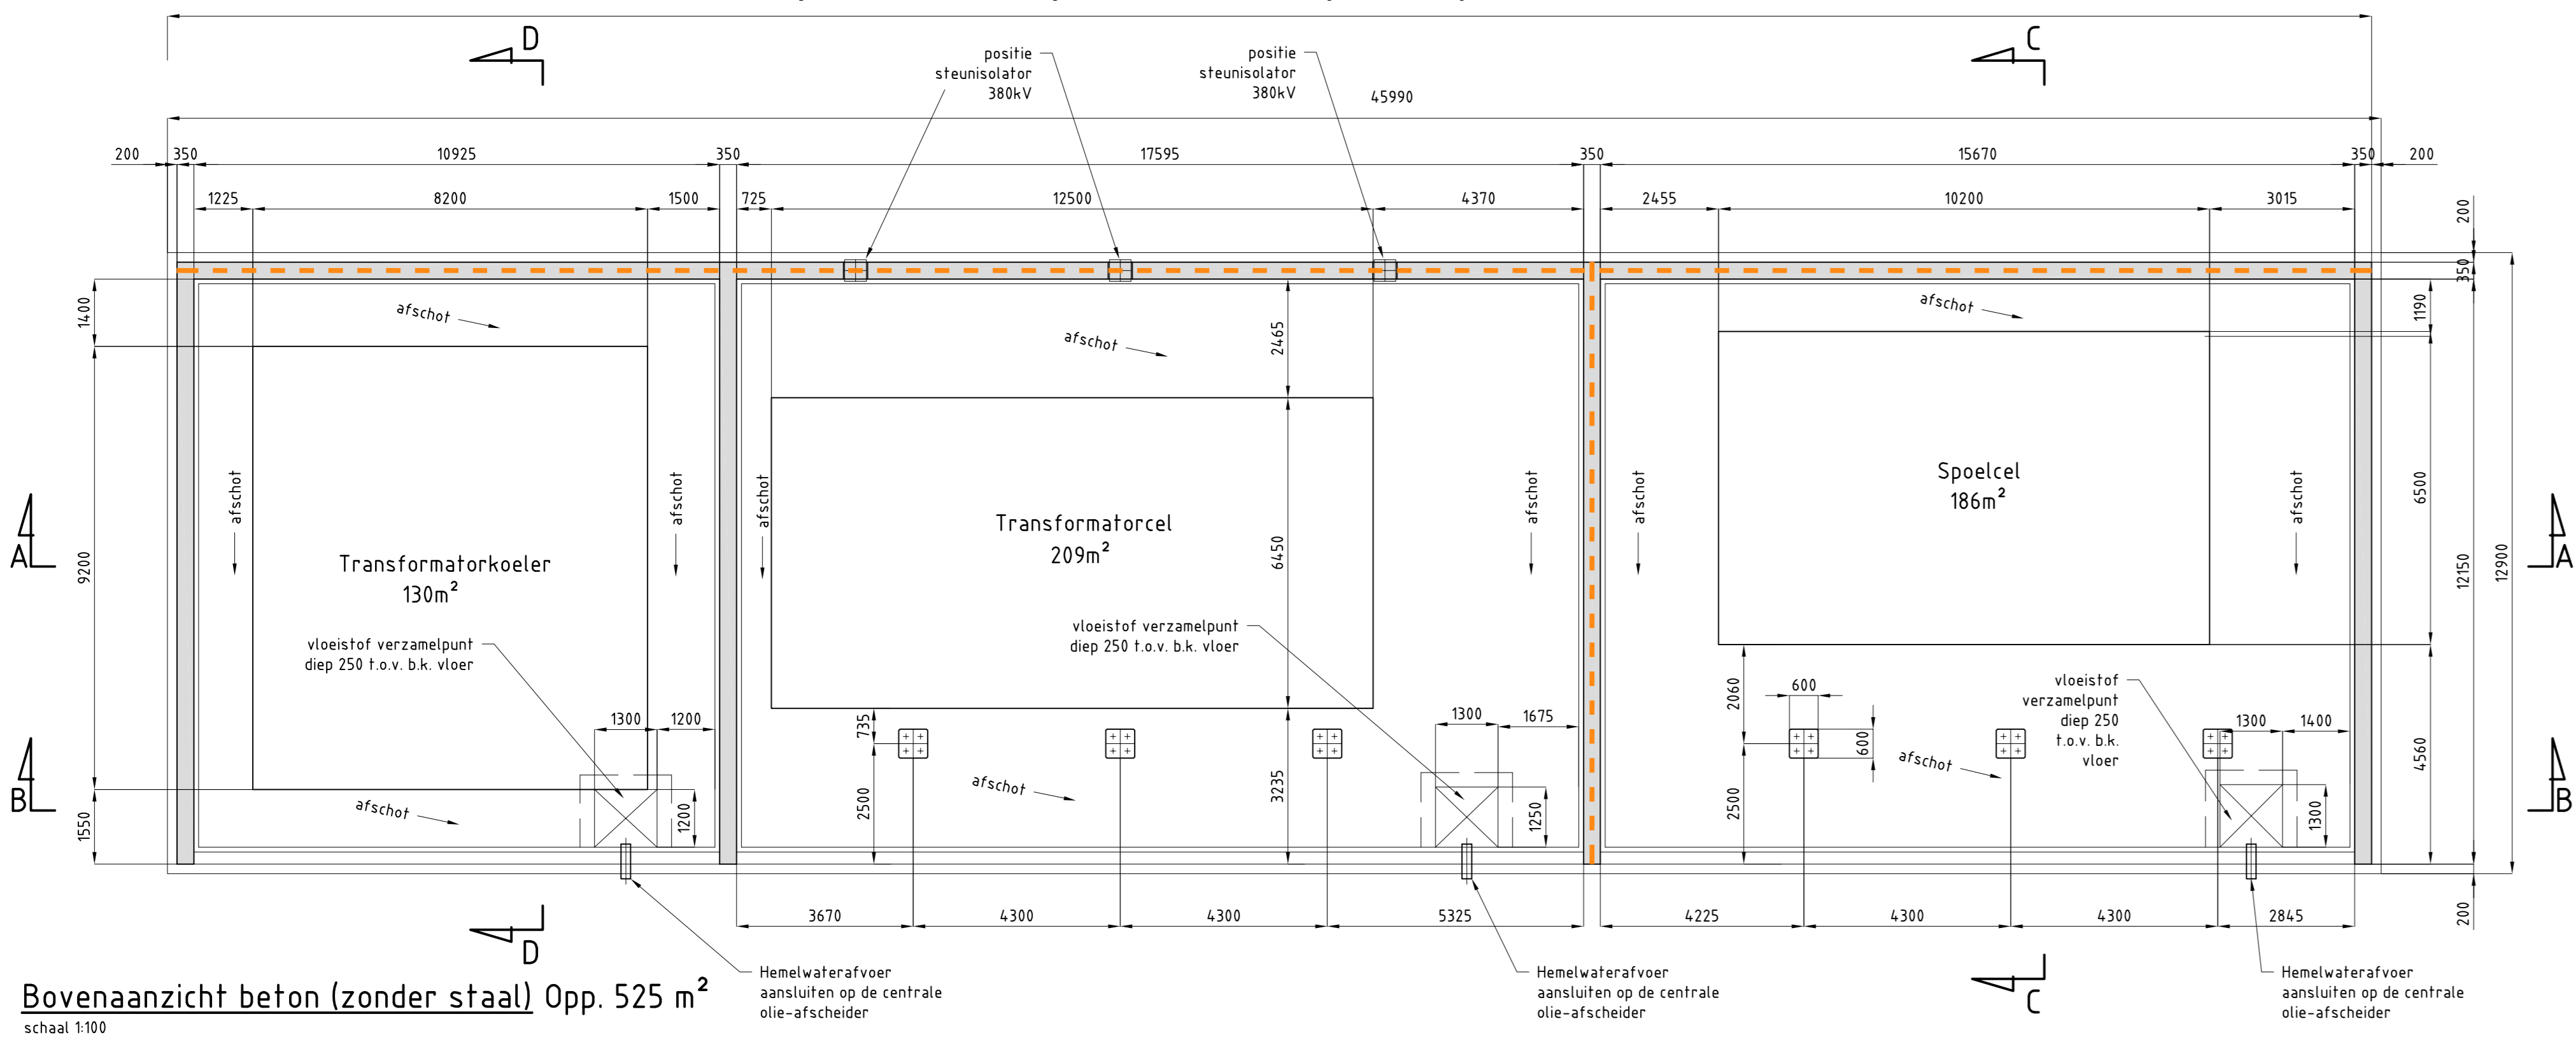 D
C
positie
steunisolator
380kV
positie
steunisolator
380kV
45990
200
350
10925
350
17595
350
15670
350
200
1225
8200
1500
725
12500
4370
2455
10200
3015
200
350
1400
afschot
afschot
2465
afschot
1190
afschot
afschot
afschot
afschot
afschot
afschot
Spoelcel
186m²
6500
Transformatorcel
209m²
6450
A
9200
Transformatorkoeler
130m²
A
12150
12900
vloeistof verzamelpunt
diep 250 t.o.v. b.k. vloer
vloeistof verzamelpunt
diep 250 t.o.v. b.k. vloer
vloeistof
verzamelpunt
diep 250
t.o.v. b.k.
vloer
2060
600
600
735
1300
1200
1300
1675
1300
1400
4560
B
1550
afschot
1200
2500
afschot
3235
1250
2500
afschot
1300
B
200
3670
4300
4300
5325
4225
4300
4300
2845
D
C
Hemelwaterafvoer
aansluiten op de centrale
olie-afscheider
Hemelwaterafvoer
aansluiten op de centrale
olie-afscheider
Hemelwaterafvoer
aansluiten op de centrale
olie-afscheider
Bovenaanzicht beton (zonder staal) Opp. 525 m²
schaal 1:100